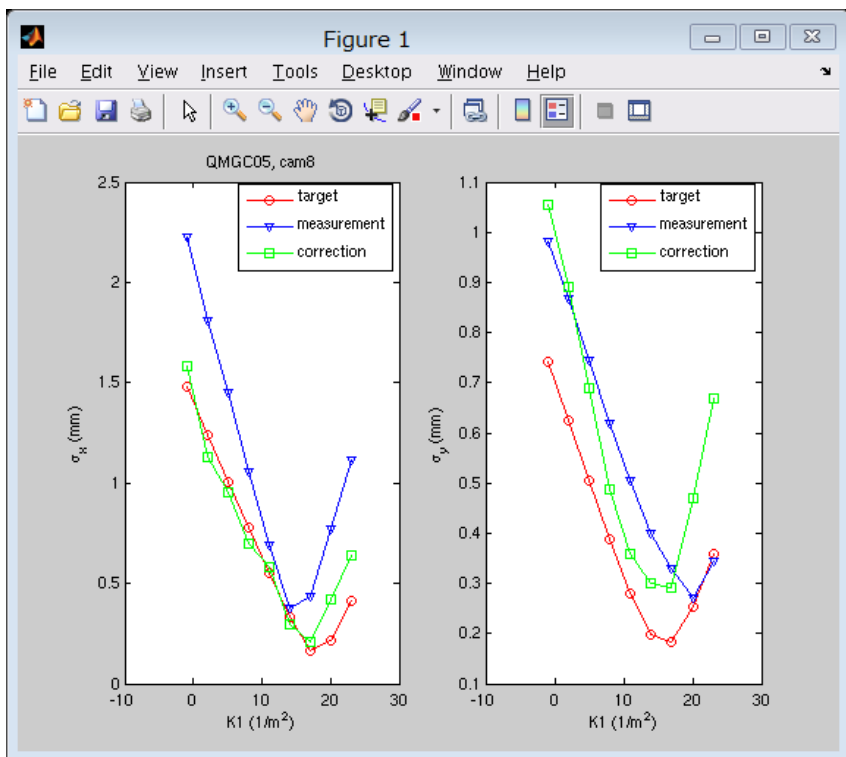 Figure 1
File Edit View Insert Tools Desktop Window Help
QMGC05, cam8
2.5
2
1.5
1
0.5
0
-10 0 10 20 30
σx (mm)
K1 (1/m²)
target
measurement
correction
1.1
1
0.9
0.8
0.7
0.6
0.5
0.4
0.3
0.2
0.1
-10 0 10 20 30
σy (mm)
K1 (1/m²)
target
measurement
correction